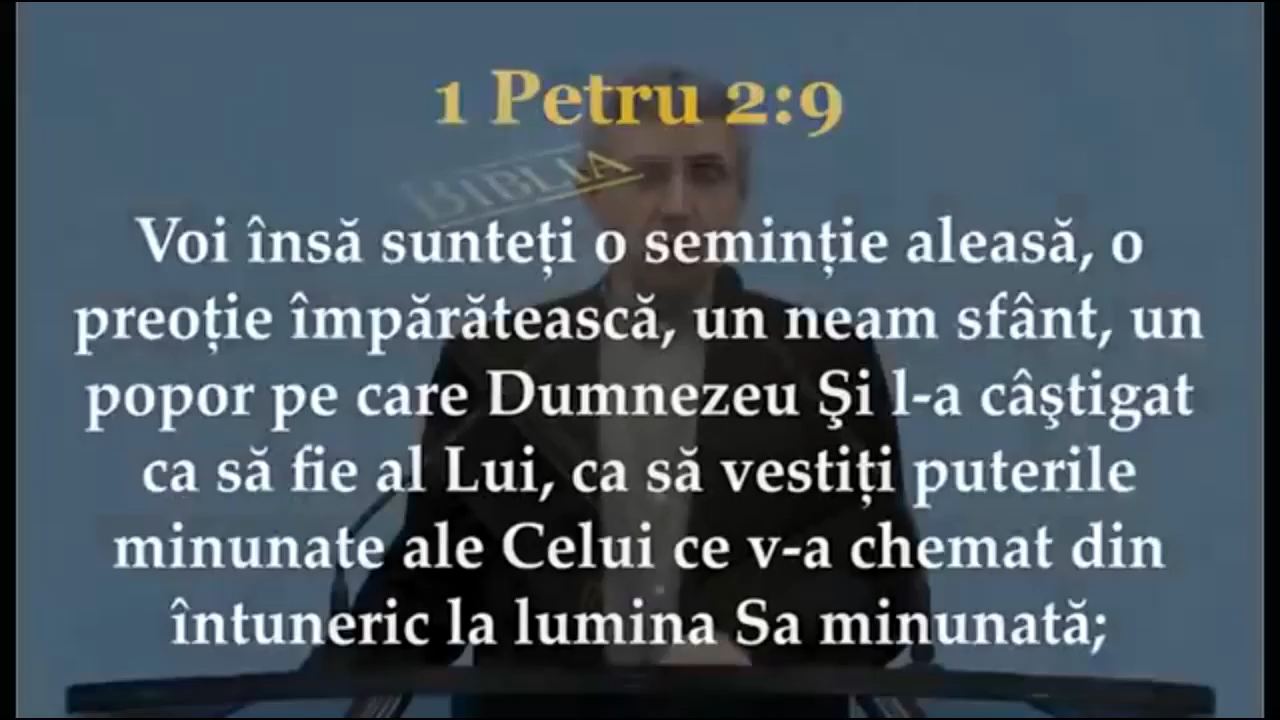 1 Petru 2:9
BIBLIA
Voi însă sunteți o seminție aleasă, o
preoție împărătească, un neam sfânt, un
popor pe care Dumnezeu Şi l-a câştigat
ca să fie al Lui, ca să vestiți puterile
minunate ale Celui ce v-a chemat din
întuneric la lumina Sa minunată;